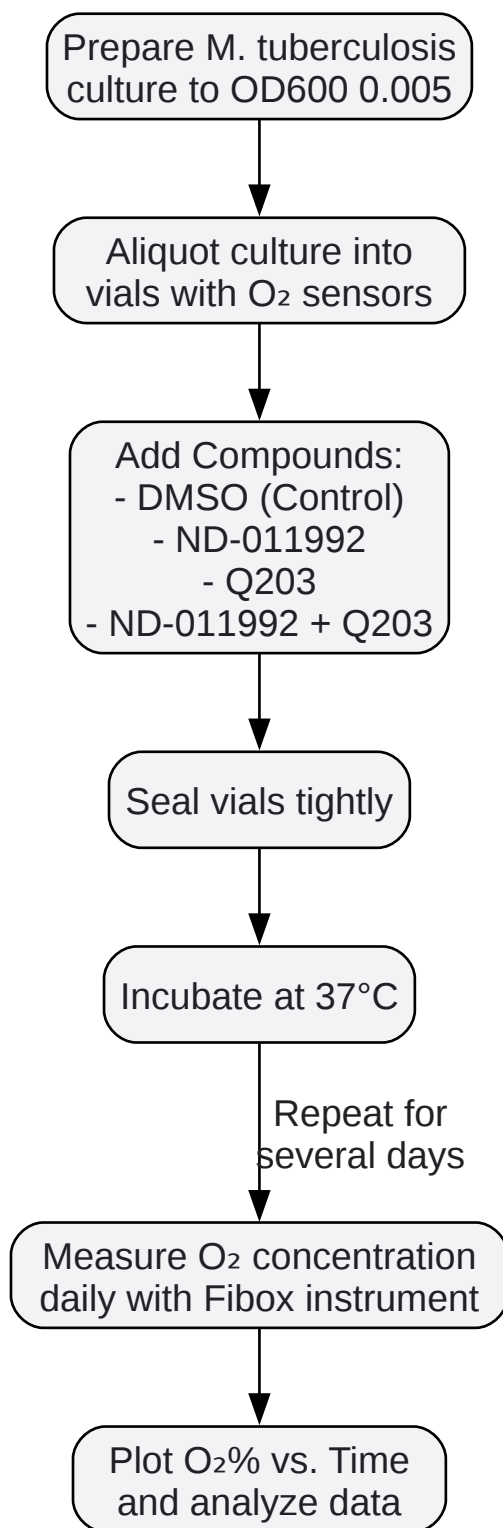 Prepare M. tuberculosis
culture to OD600 0.005
Aliquot culture into
vials with O₂ sensors
Add Compounds:
- DMSO (Control)
- ND-011992
- Q203
- ND-011992 + Q203
Seal vials tightly
Incubate at 37°C
Repeat for
several days
Measure O₂ concentration
daily with Fibox instrument
Plot O₂% vs. Time
and analyze data